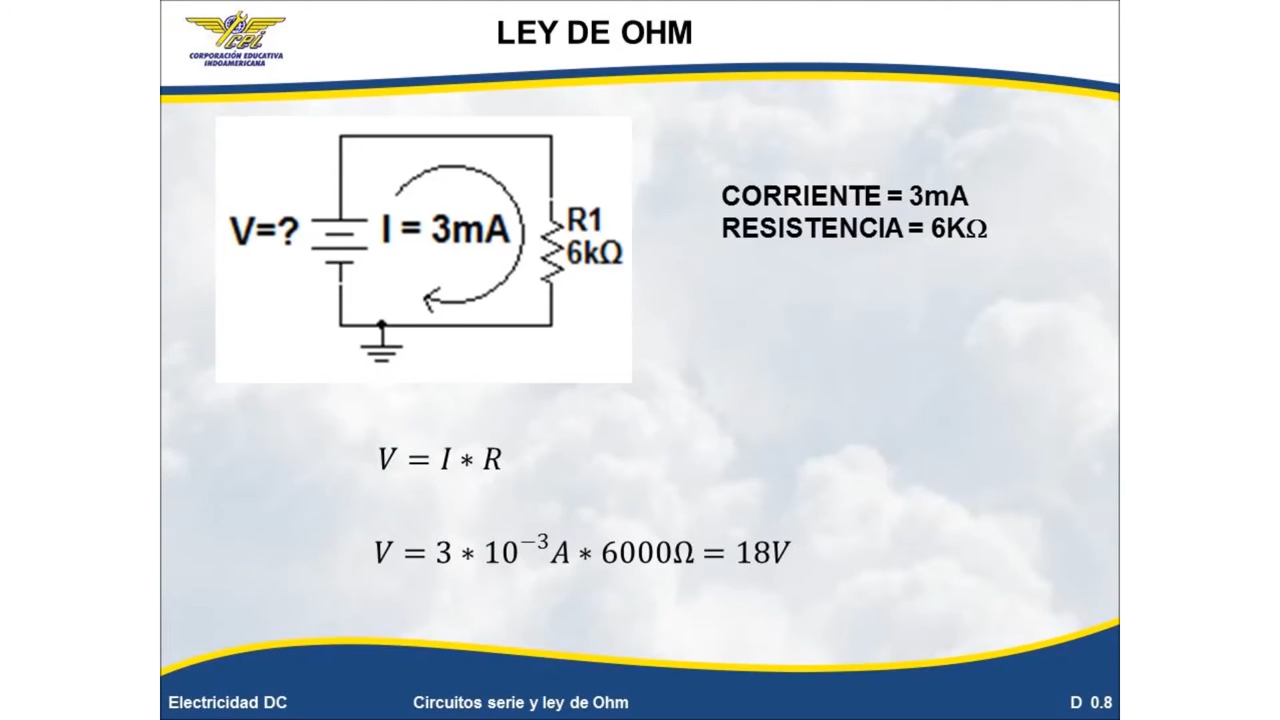 LEY DE OHM
cei
CORPORACIÓN EDUCATIVA
INDOAMERICANA
V=?
I = 3mA
R1
6kΩ
CORRIENTE = 3mA
RESISTENCIA = 6KΩ
V = I ∗ R
V = 3 ∗ 10⁻³A ∗ 6000Ω = 18V
Electricidad DC
Circuitos serie y ley de Ohm
D 0.8